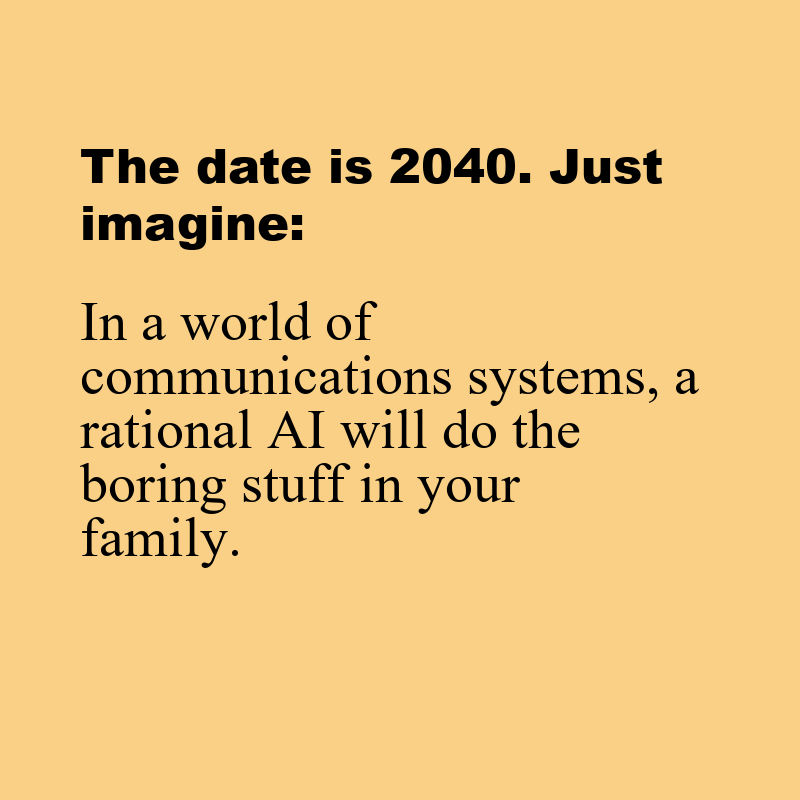 The date is 2040. Just
imagine:
In a world of
communications systems, a
rational AI will do the
boring stuff in your
family.